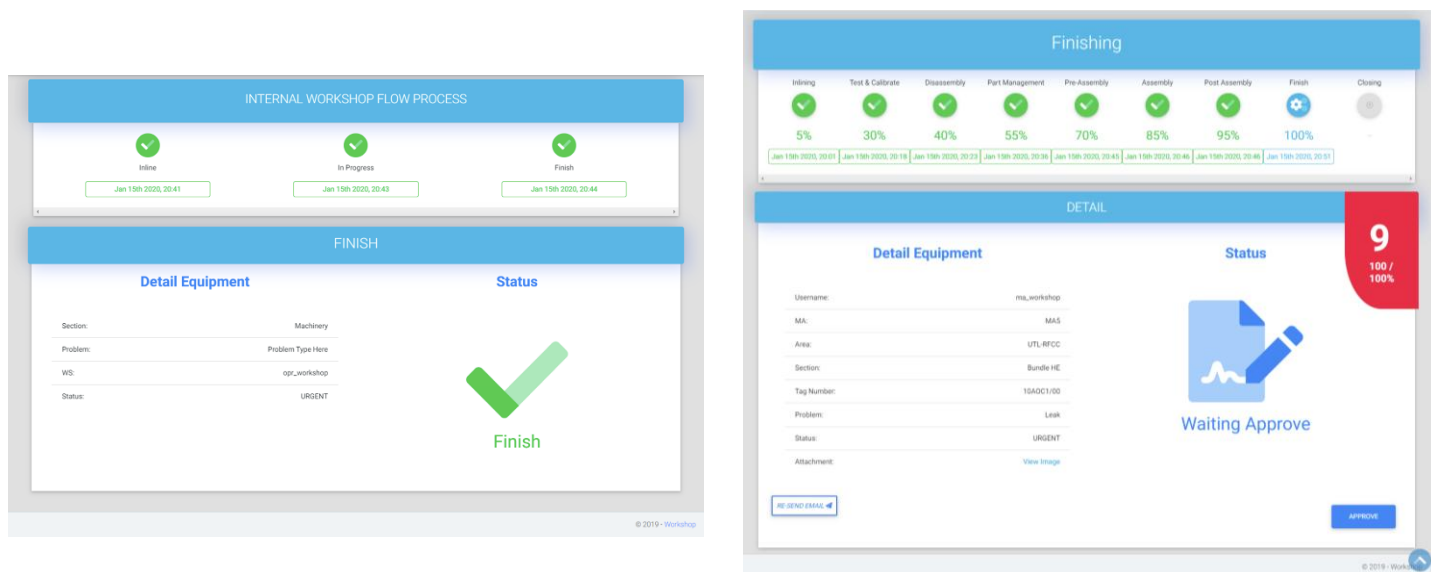 INTERNAL WORKSHOP FLOW PROCESS
Inline In Progress Finish
Jan 15th 2020, 20:41 Jan 15th 2020, 20:43 Jan 15th 2020, 20:44
FINISH
Detail Equipment Status
Section: Machinery
Problem: Problem Type Here
WS: opr_workshop
Status: URGENT
Finish
© 2019 - Workshop
Finishing
Inlining Test & Calibrate Disassembly Part Management Pre-Assembly Assembly Post Assembly Finish Closing
5% 30% 40% 55% 70% 85% 95% 100% -
Jan 15th 2020, 20:01 Jan 15th 2020, 20:18 Jan 15th 2020, 20:23 Jan 15th 2020, 20:36 Jan 15th 2020, 20:45 Jan 15th 2020, 20:46 Jan 15th 2020, 20:46 Jan 15th 2020, 20:51
DETAIL
9
100 /
100%
Detail Equipment Status
Username: ma_workshop
MA: MA5
Area: UTL-RFCC
Section: Bundle HE
Tag Number: 10AOC1/00
Problem: Leak
Status: URGENT
Attachment: View Image
Waiting Approve
RE-SEND EMAIL
APPROVE
© 2019 - Works